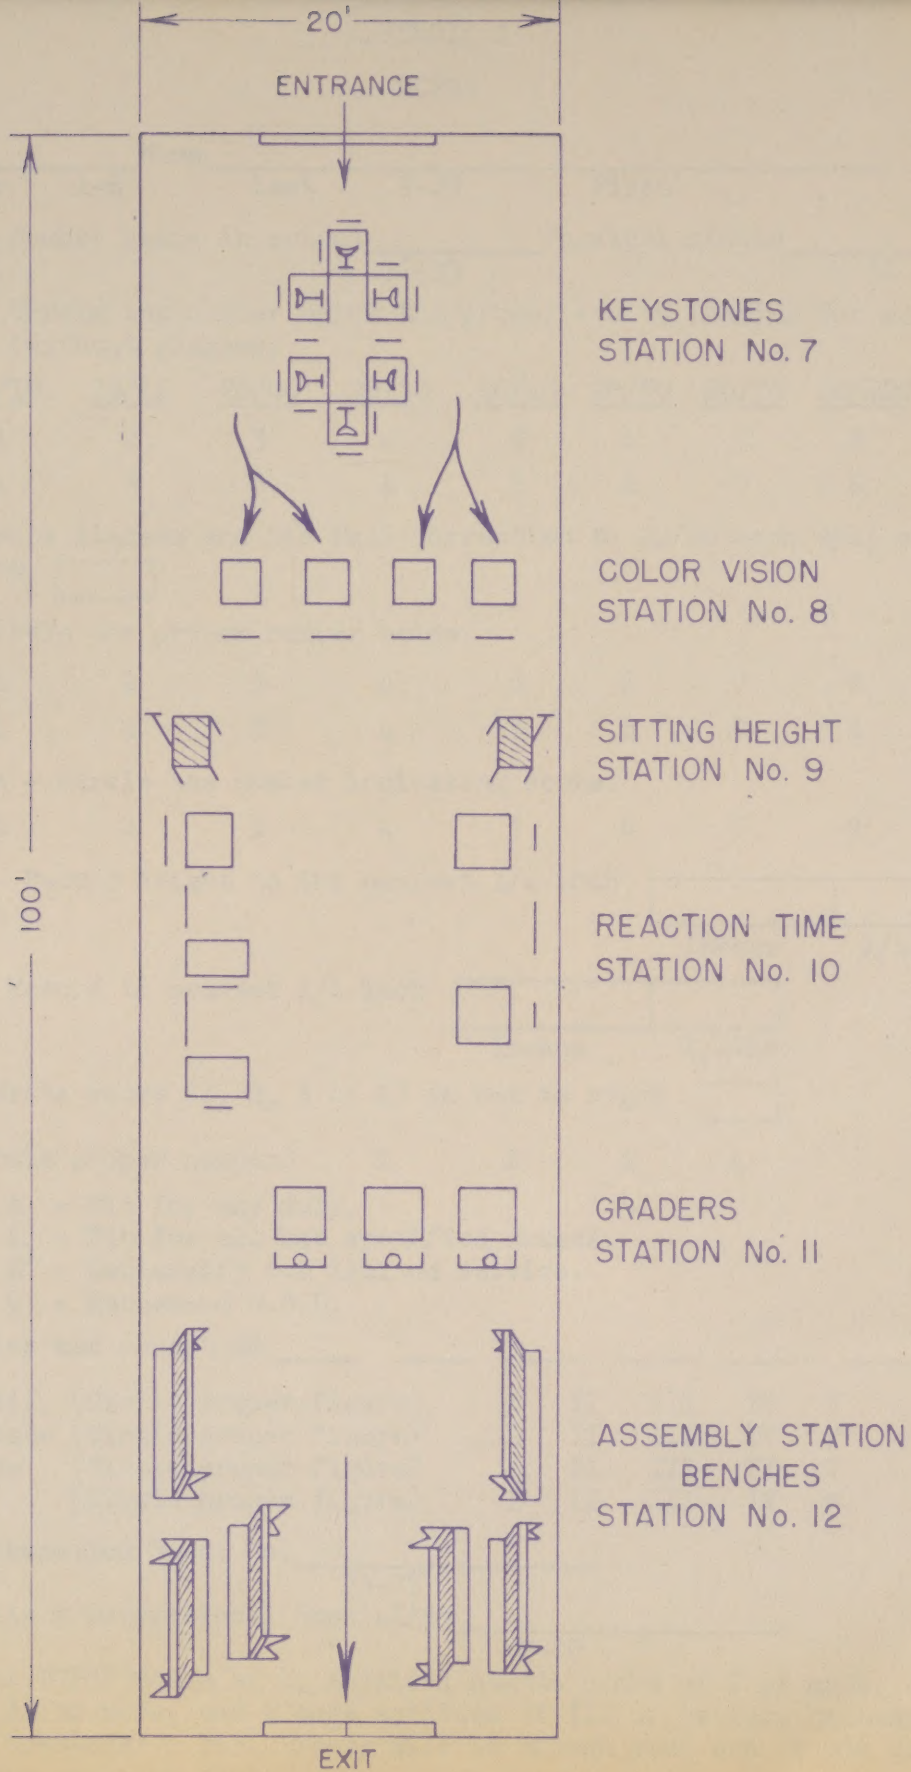 20'
ENTRANCE
100'
KEYSTONES
STATION No. 7
COLOR VISION
STATION No. 8
SITTING HEIGHT
STATION No. 9
REACTION TIME
STATION No. 10
GRADERS
STATION No. 11
ASSEMBLY STATION
BENCHES
STATION No. 12
EXIT